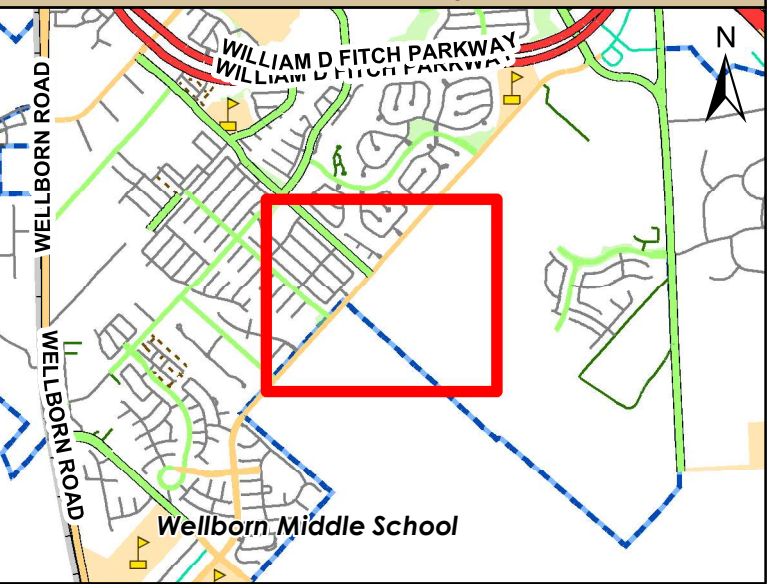 WILLIAM D FITCH PARKWAY
WILLIAM D FITCH PARKWAY
N
WELLBORN ROAD
WELLBORN ROAD
Wellborn Middle School